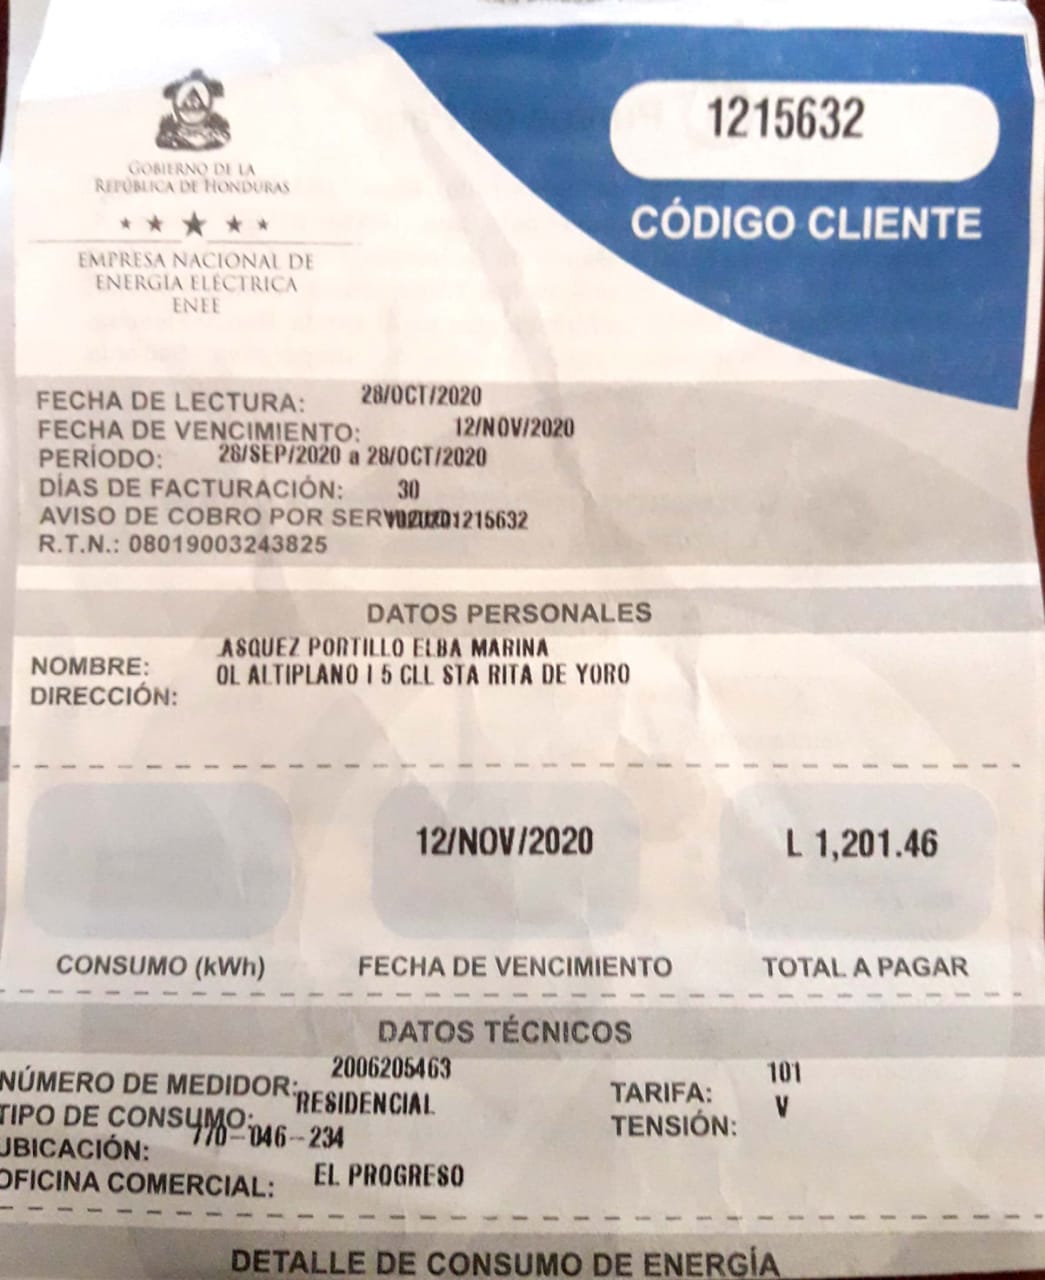 1215632
CÓDIGO CLIENTE
GOBIERNO DE LA
REPÚBLICA DE HONDURAS
EMPRESA NACIONAL DE
ENERGÍA ELÉCTRICA
ENEE
FECHA DE LECTURA: 28/OCT/2020
FECHA DE VENCIMIENTO: 12/NOV/2020
PERÍODO: 28/SEP/2020 a 28/OCT/2020
DÍAS DE FACTURACIÓN: 30
AVISO DE COBRO POR 1215632
R.T.N.: 08019003243825
DATOS PERSONALES
ASQUEZ PORTILLO ELBA MARINA
NOMBRE:
OL ALTIPLANO I 5 CLL STA RITA DE YORO
DIRECCIÓN:
12/NOV/2020 L 1,201.46
CONSUMO (kWh) FECHA DE VENCIMIENTO TOTAL A PAGAR
DATOS TÉCNICOS
NÚMERO DE MEDIDOR: 2006205463 TARIFA: 101
TIPO DE CONSUMO: RESIDENCIAL TENSIÓN: V
UBICACIÓN: 770-046-234
OFICINA COMERCIAL: EL PROGRESO
DETALLE DE CONSUMO DE ENERGÍA